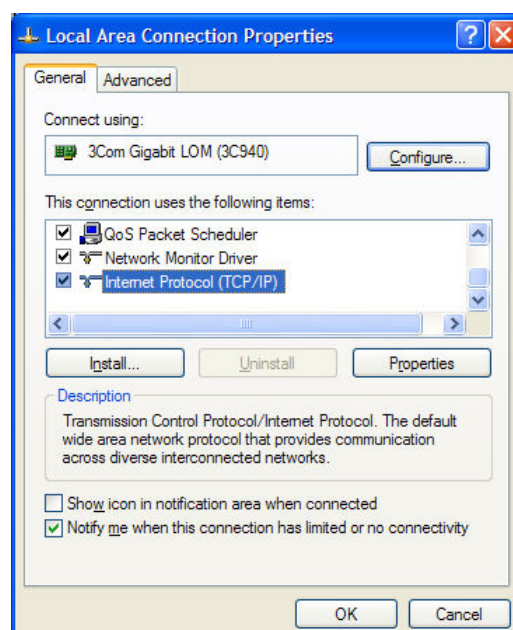 Local Area Connection Properties
General Advanced
Connect using:
3Com Gigabit LOM (3C940)
Configure...
This connection uses the following items:
QoS Packet Scheduler
Network Monitor Driver
Internet Protocol (TCP/IP)
Install... Uninstall Properties
Description
Transmission Control Protocol/Internet Protocol. The default
wide area network protocol that provides communication
across diverse interconnected networks.
Show icon in notification area when connected
Notify me when this connection has limited or no connectivity
OK Cancel